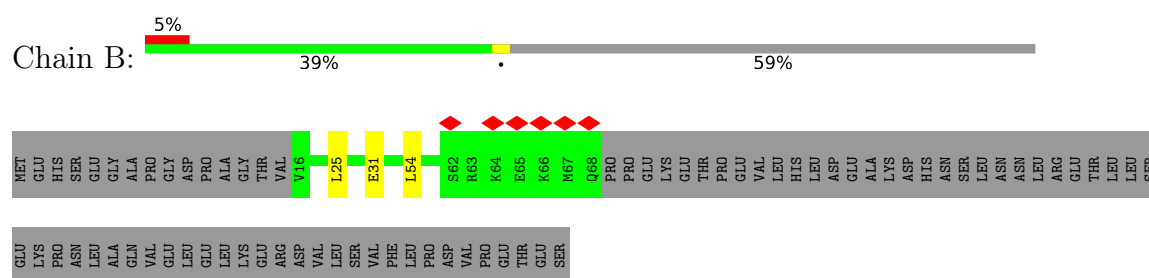 5%
Chain B:
39% • 59%
MET GLU HIS SER GLU GLY ALA PRO GLY ASP PRO ALA GLY THR VAL V16 L25 E31 L54 S62 R63 K64 E65 K66 M67 Q68 PRO PRO GLU LYS GLU THR PRO GLU VAL LEU HIS LEU ASP GLU ALA LYS ASP HIS ASN SER LEU ASN ASN LEU ARG GLU THR LEU LEU SER
GLU LYS PRO ASN LEU ALA GLN VAL GLU LEU GLU LEU LYS GLU ARG ASP VAL LEU SER VAL PHE LEU PRO ASP VAL PRO GLU THR GLU SER